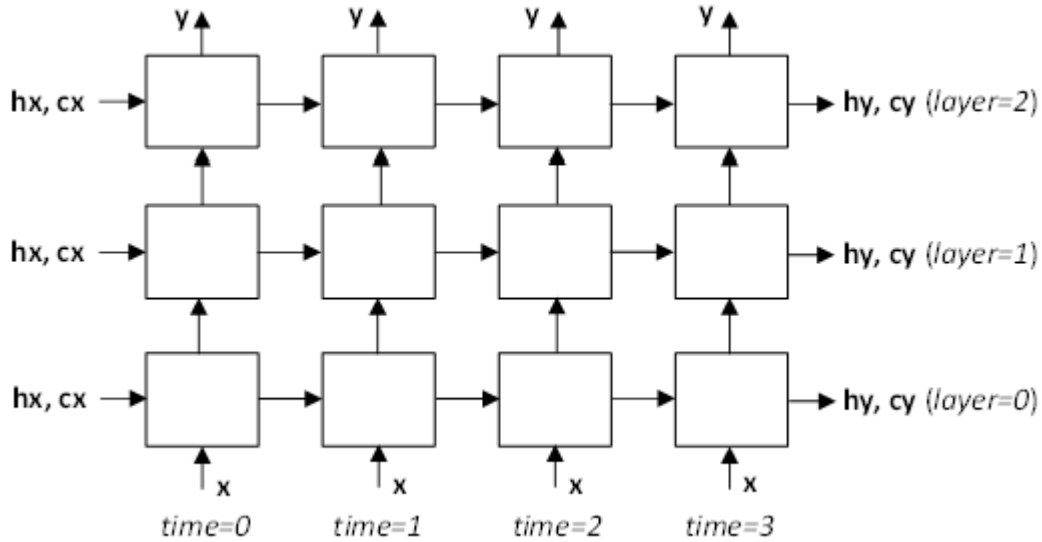 y y y y
hx, cx hy, cy (layer=2)
hx, cx hy, cy (layer=1)
hx, cx hy, cy (layer=0)
x x x x
time=0 time=1 time=2 time=3